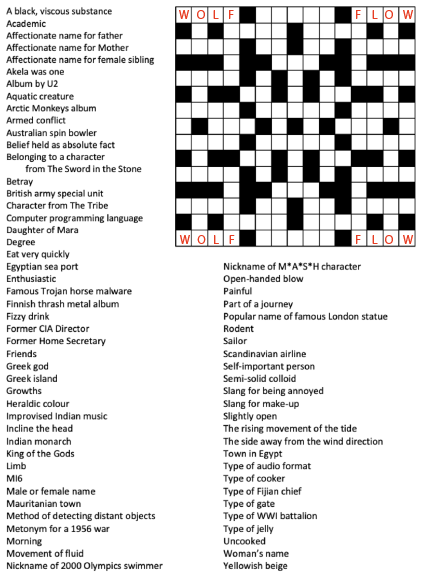 A black, viscous substance
Academic
Affectionate name for father
Affectionate name for Mother
Affectionate name for female sibling
Akela was one
Album by U2
Aquatic creature
Arctic Monkeys album
Armed conflict
Australian spin bowler
Belief held as absolute fact
Belonging to a character
from The Sword in the Stone
Betray
British army special unit
Character from The Tribe
Computer programming language
Daughter of Mara
Degree
Eat very quickly
Egyptian sea port
Enthusiastic
Famous Trojan horse malware
Finnish thrash metal album
Fizzy drink
Former CIA Director
Former Home Secretary
Friends
Greek god
Greek island
Growths
Heraldic colour
Improvised Indian music
Incline the head
Indian monarch
King of the Gods
Limb
MI6
Male or female name
Mauritanian town
Method of detecting distant objects
Metonym for a 1956 war
Morning
Movement of fluid
Nickname of 2000 Olympics swimmer
WOLF FLOW
WOLF FLOW
Nickname of M*A*S*H character
Open-handed blow
Painful
Part of a journey
Popular name of famous London statue
Rodent
Sailor
Scandinavian airline
Self-important person
Semi-solid colloid
Slang for being annoyed
Slang for make-up
Slightly open
The rising movement of the tide
The side away from the wind direction
Town in Egypt
Type of audio format
Type of cooker
Type of Fijian chief
Type of gate
Type of WWI battalion
Type of jelly
Uncooked
Woman's name
Yellowish beige